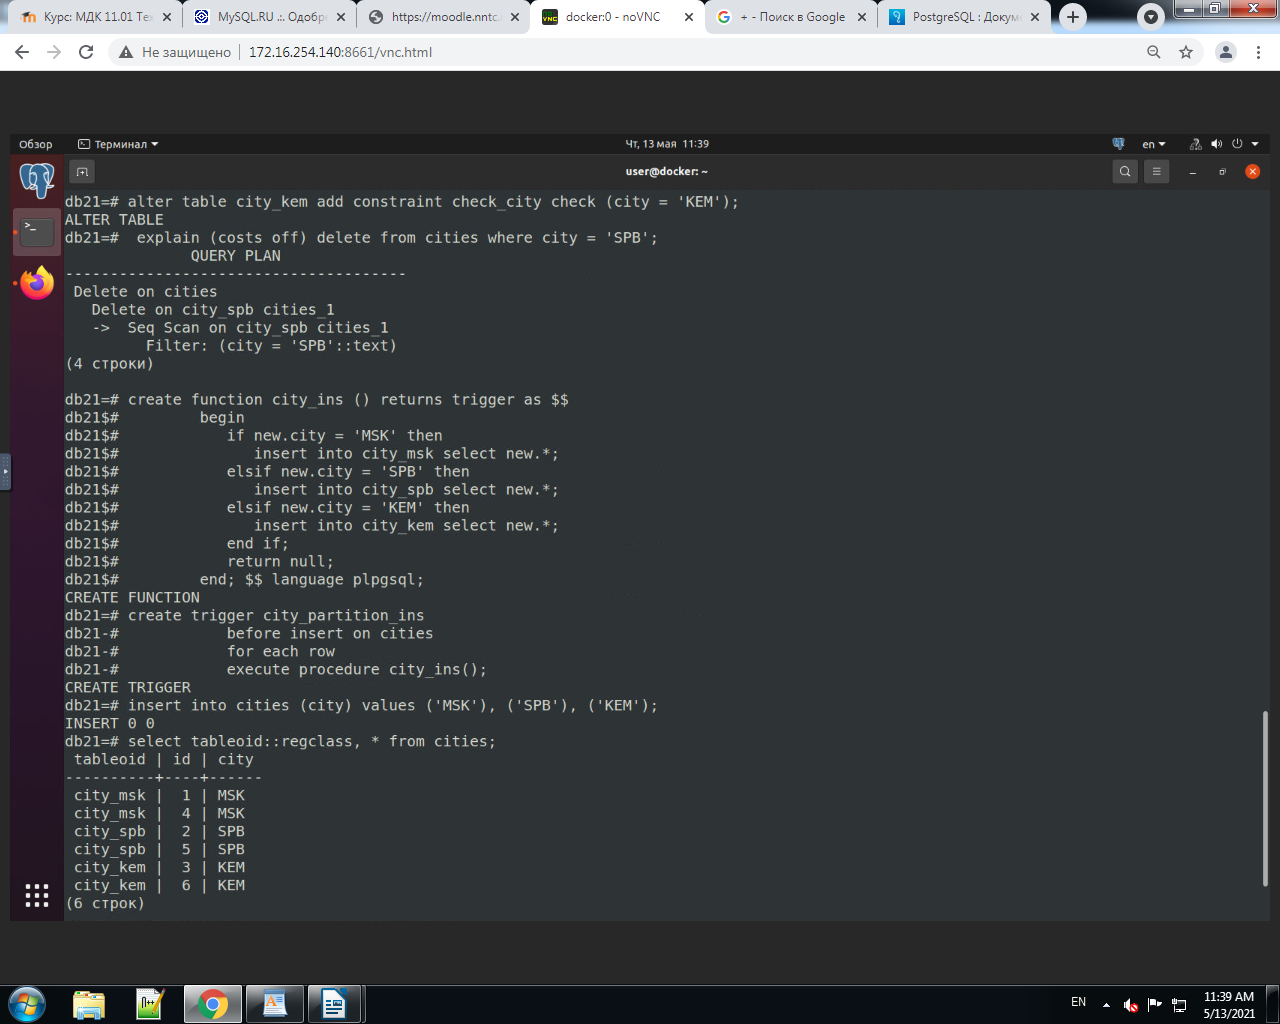 Курс: МДК 11.01 Те
MySQL.RU .:. Одобр
https://moodle.nntc.
docker:0 - noVNC
+ - Поиск в Google
PostgreSQL : Докум
Не защищено
172.16.254.140:8661/vnc.html
Обзор
Терминал
Чт, 13 мая 11:39
en
user@docker: ~
db21=# alter table city_kem add constraint check_city check (city = 'KEM');
ALTER TABLE
db21=#  explain (costs off) delete from cities where city = 'SPB';
QUERY PLAN
--------------------------------------
Delete on cities
Delete on city_spb cities_1
->  Seq Scan on city_spb cities_1
Filter: (city = 'SPB'::text)
(4 строки)
db21=# create function city_ins () returns trigger as $$
db21$#         begin
db21$#            if new.city = 'MSK' then
db21$#               insert into city_msk select new.*;
db21$#            elsif new.city = 'SPB' then
db21$#               insert into city_spb select new.*;
db21$#            elsif new.city = 'KEM' then
db21$#               insert into city_kem select new.*;
db21$#            end if;
db21$#            return null;
db21$#         end; $$ language plpgsql;
CREATE FUNCTION
db21=# create trigger city_partition_ins
db21-#            before insert on cities
db21-#            for each row
db21-#            execute procedure city_ins();
CREATE TRIGGER
db21=# insert into cities (city) values ('MSK'), ('SPB'), ('KEM');
INSERT 0 0
db21=# select tableoid::regclass, * from cities;
tableoid | id | city
----------+----+------
city_msk |  1 | MSK
city_msk |  4 | MSK
city_spb |  2 | SPB
city_spb |  5 | SPB
city_kem |  3 | KEM
city_kem |  6 | KEM
(6 строк)
EN
11:39 AM
5/13/2021